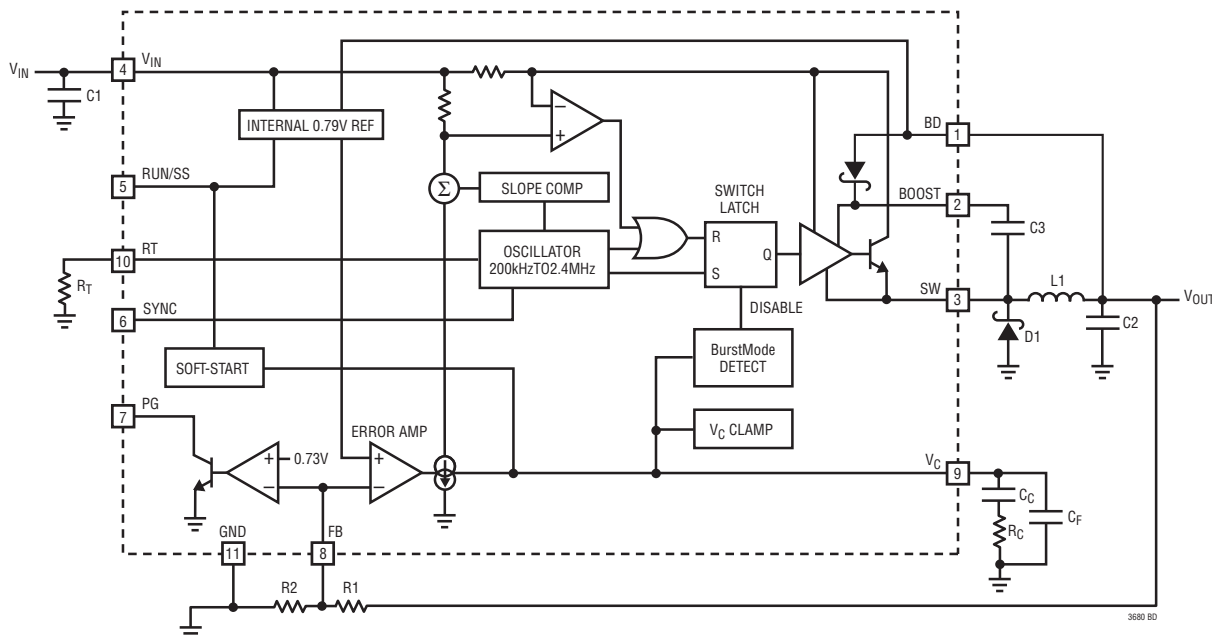 VIN
C1
4
VIN
INTERNAL 0.79V REF
–
+
BD
1
5
RUN/SS
Σ
SLOPE COMP
SWITCH
LATCH
BOOST
2
C3
10
RT
OSCILLATOR
200kHzTO2.4MHz
R
S
Q
RT
6
SYNC
DISABLE
SW
3
L1
VOUT
D1
C2
SOFT-START
BurstMode
DETECT
7
PG
ERROR AMP
VC CLAMP
+
0.73V
–
+
–
VC
9
CC
RC
CF
GND
11
FB
8
R2
R1
3680 BD